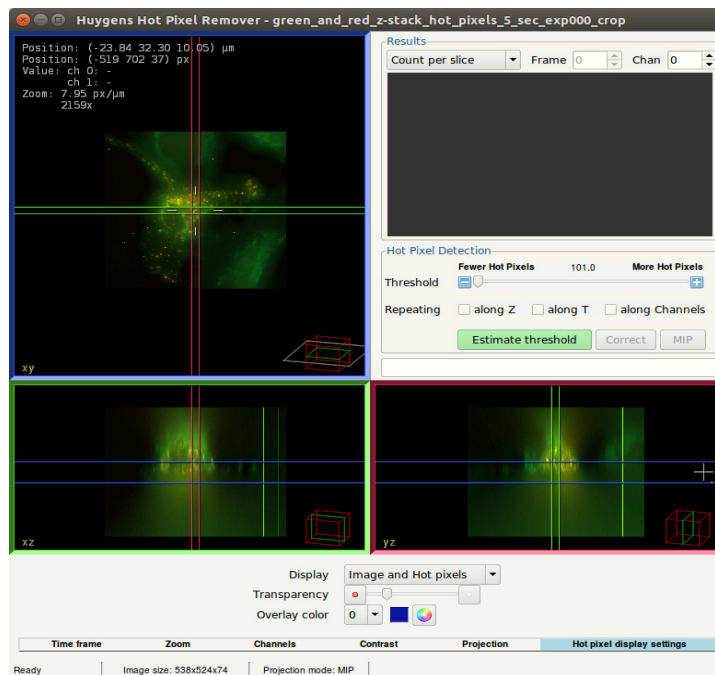 Huygens Hot Pixel Remover - green_and_red_z-stack_hot_pixels_5_sec_exp000_crop
Position: (-23.84 32.30 10.05) μm
Position: (-519 702 37) px
Value: ch 0: -
ch 1: -
Zoom: 7.95 px/μm
2159x
xy
Results
Count per slice Frame 0 Chan 0
Hot Pixel Detection
Fewer Hot Pixels 101.0 More Hot Pixels
Threshold
Repeating along Z along T along Channels
Estimate threshold Correct MIP
xz
yz
Display Image and Hot pixels
Transparency
Overlay color 0
Time frame Zoom Channels Contrast Projection Hot pixel display settings
Ready Image size: 538x524x74 Projection mode: MIP